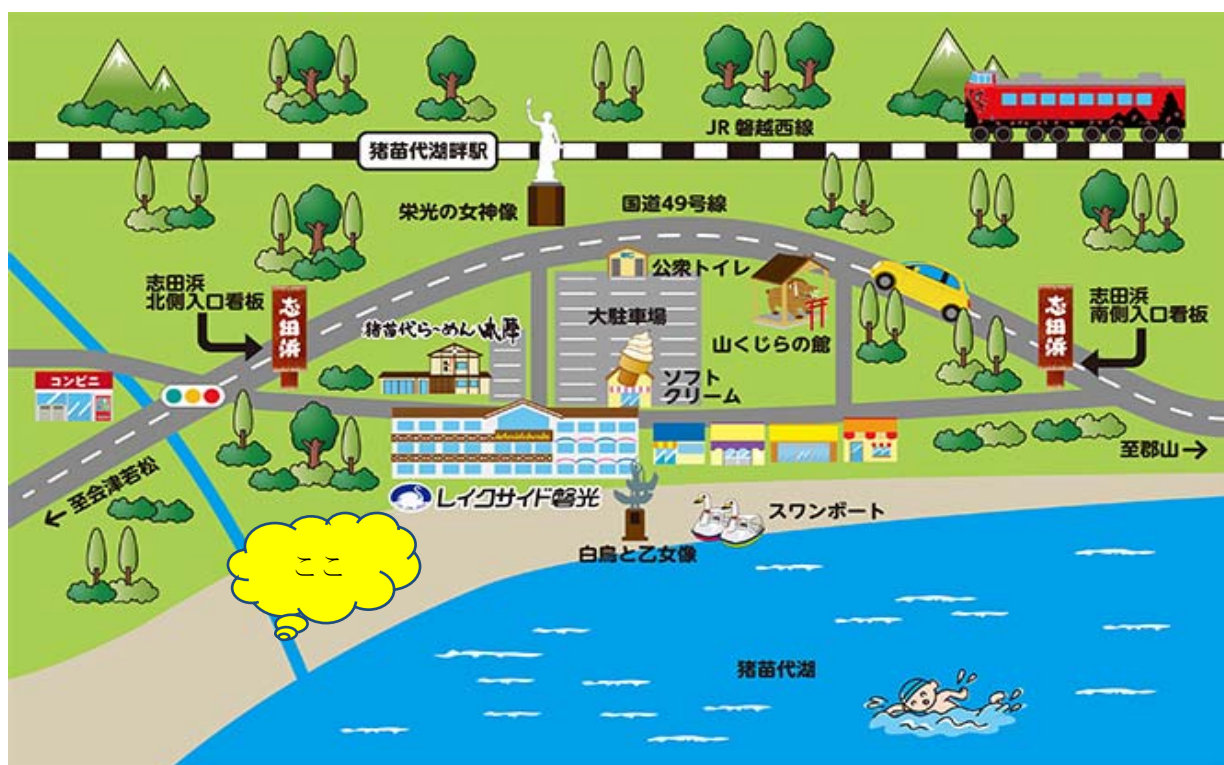 JR 磐越西線
猪苗代湖畔駅
栄光の女神像
国道49号線
公衆トイレ
志田浜
北側入口看板
志田浜
猪苗代ら〜めん 本陣
大駐車場
山くじらの館
志田浜
志田浜
南側入口看板
コンビニ
ソフト
クリーム
至郡山→
←至会津若松
レイクサイド磐光
スワンボート
白鳥と乙女像
ここ
猪苗代湖